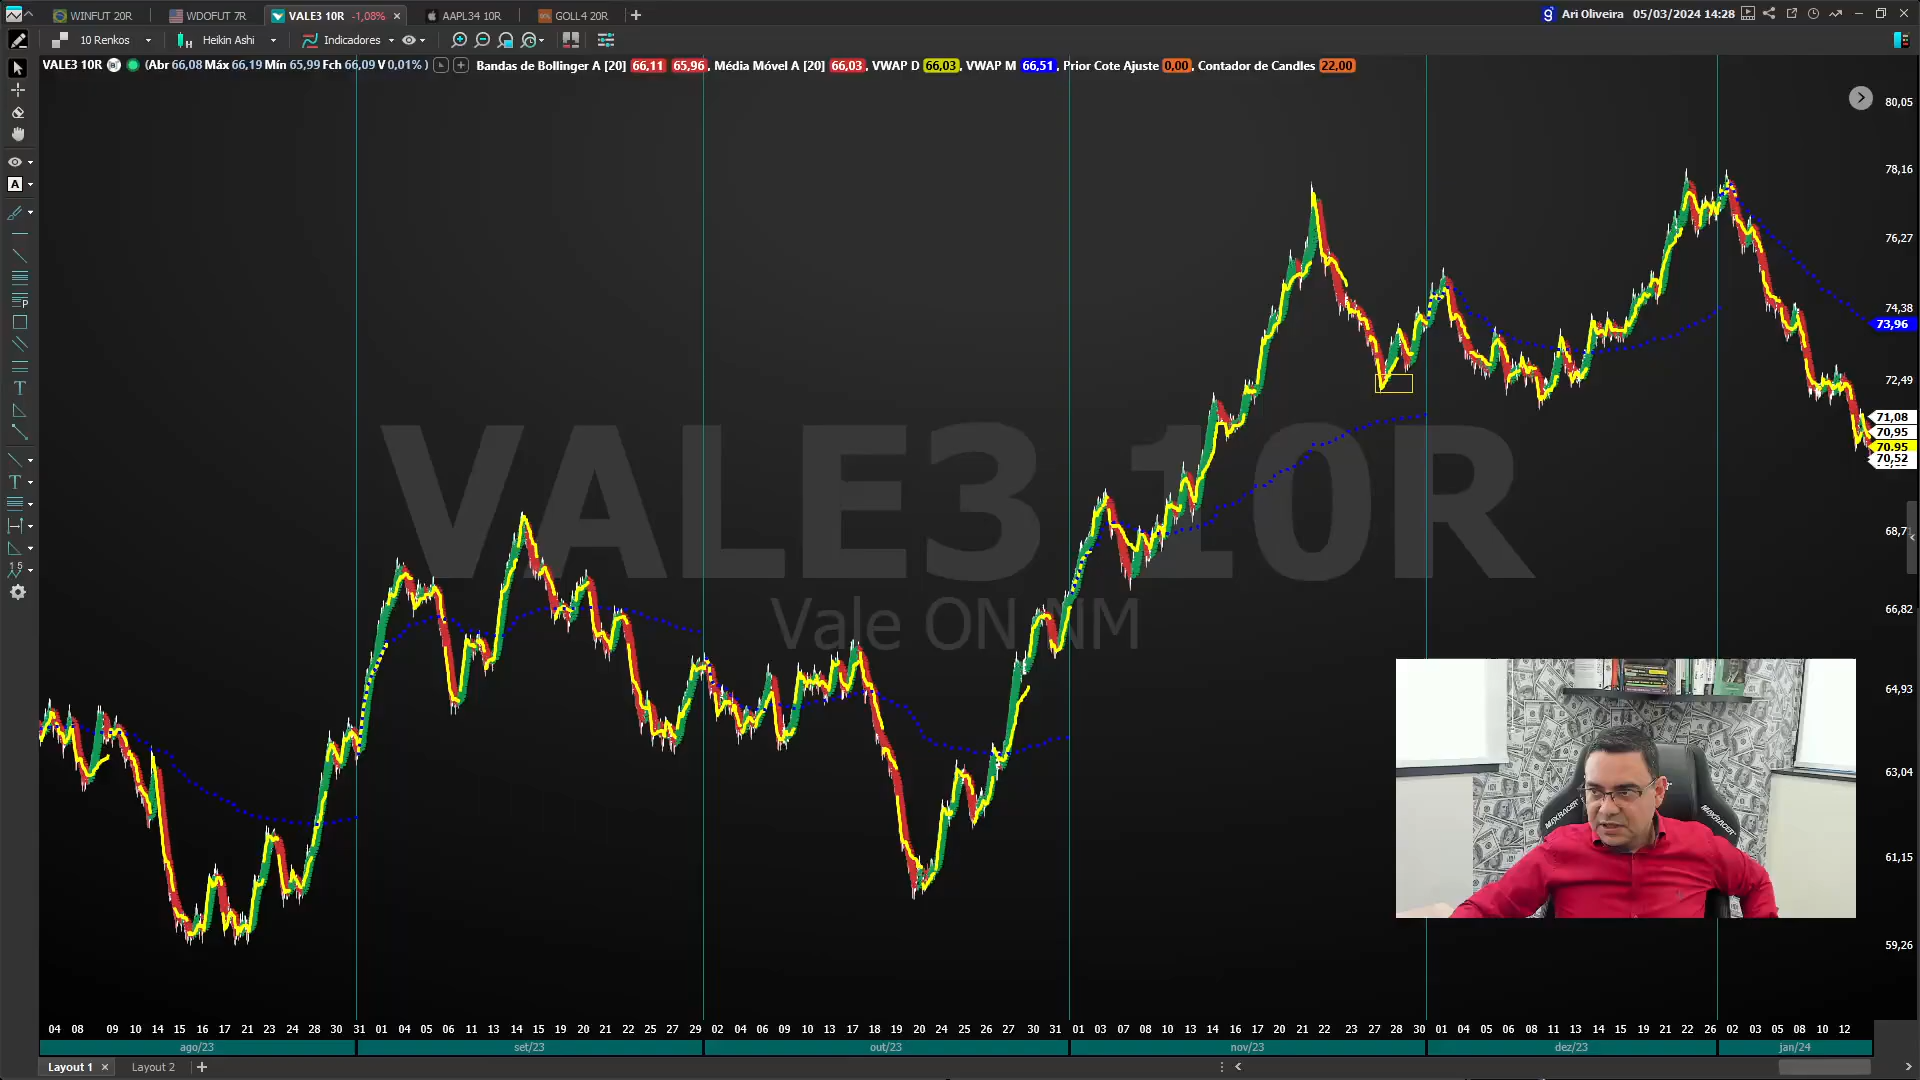 WINFUT 20R
WDOFUT 7R
VALE3 10R -1,08% ×
AAPL34 10R
GOLL4 20R
Ari Oliveira 05/03/2024 14:28
10 Renkos
Heikin Ashi
Indicadores
VALE3 10R (Abr 66,08 Máx 66,19 Mín 65,99 Fch 66,09 V 0,01% ) Bandas de Bollinger A [20] 66,11 65,96, Média Móvel A [20] 66,03, VWAP D 66,03, VWAP M 66,51, Prior Cote Ajuste 0,00, Contador de Candles 22,00
80,05
78,16
76,27
74,38
73,96
72,49
71,08
70,95
70,95
70,52
68,71
66,82
64,93
63,04
61,15
59,26
VALE3 10R
Vale ON NM
MAXRACER
MAXRACER
04 08 09 10 14 15 16 17 21 23 24 28 30 31 01 04 05 06 11 13 14 15 19 20 21 22 25 27 29 02 04 06 09 10 13 17 18 20 24 25 26 27 30 31 01 03 07 08 10 13 14 16 17 20 21 22 24 27 28 30 01 04 05 06 08 11 13 14 15 19 21 22 26 02 03 05 08 10 12
ago/23 set/23 out/23 nov/23 dez/23 jan/24
Layout 1 × Layout 2 +